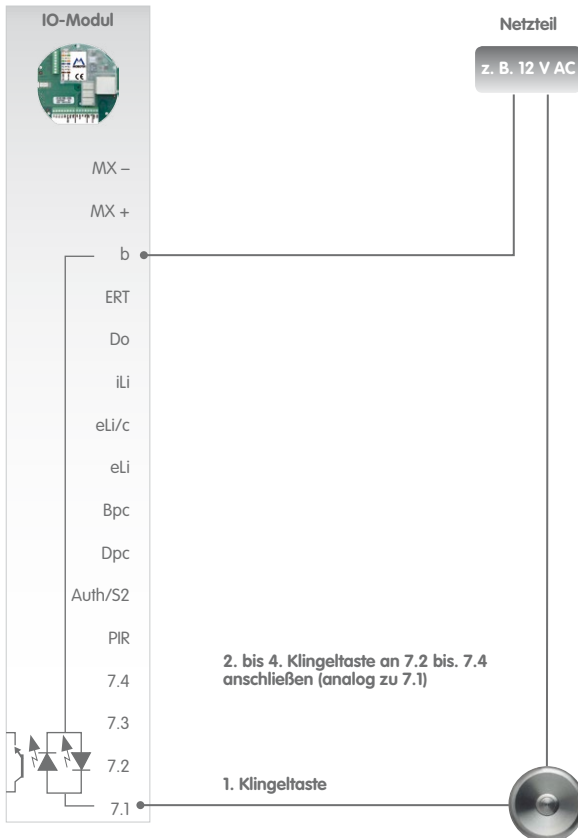 IO-Modul
Netzteil
z. B. 12 V AC
MX –
MX +
b
ERT
Do
iLi
eLi/c
eLi
Bpc
Dpc
Auth/S2
PIR
7.4
7.3
7.2
7.1
2. bis 4. Klingeltaste an 7.2 bis. 7.4
anschließen (analog zu 7.1)
1. Klingeltaste